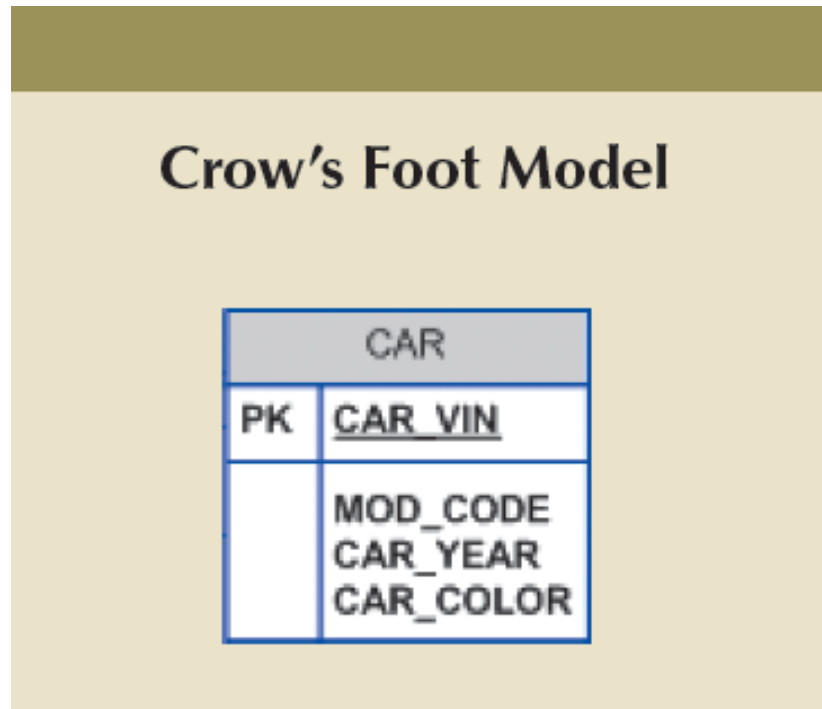 Crow’s Foot Model
CAR
PK CAR_VIN
MOD_CODE
CAR_YEAR
CAR_COLOR